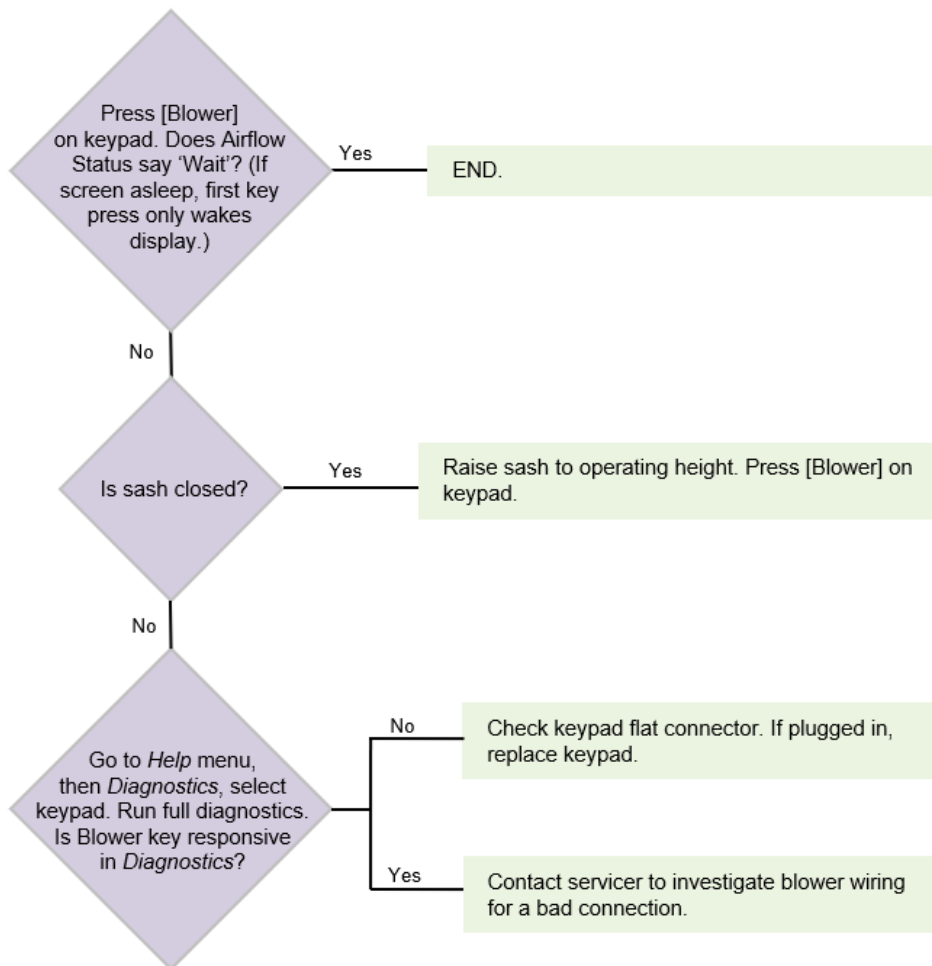 Press [Blower]
on keypad. Does Airflow
Status say ‘Wait’? (If
screen asleep, first key
press only wakes
display.)
Yes
END.
No
Is sash closed?
Yes
Raise sash to operating height. Press [Blower] on
keypad.
No
Go to Help menu,
then Diagnostics, select
keypad. Run full diagnostics.
Is Blower key responsive
in Diagnostics?
No
Check keypad flat connector. If plugged in,
replace keypad.
Yes
Contact servicer to investigate blower wiring
for a bad connection.